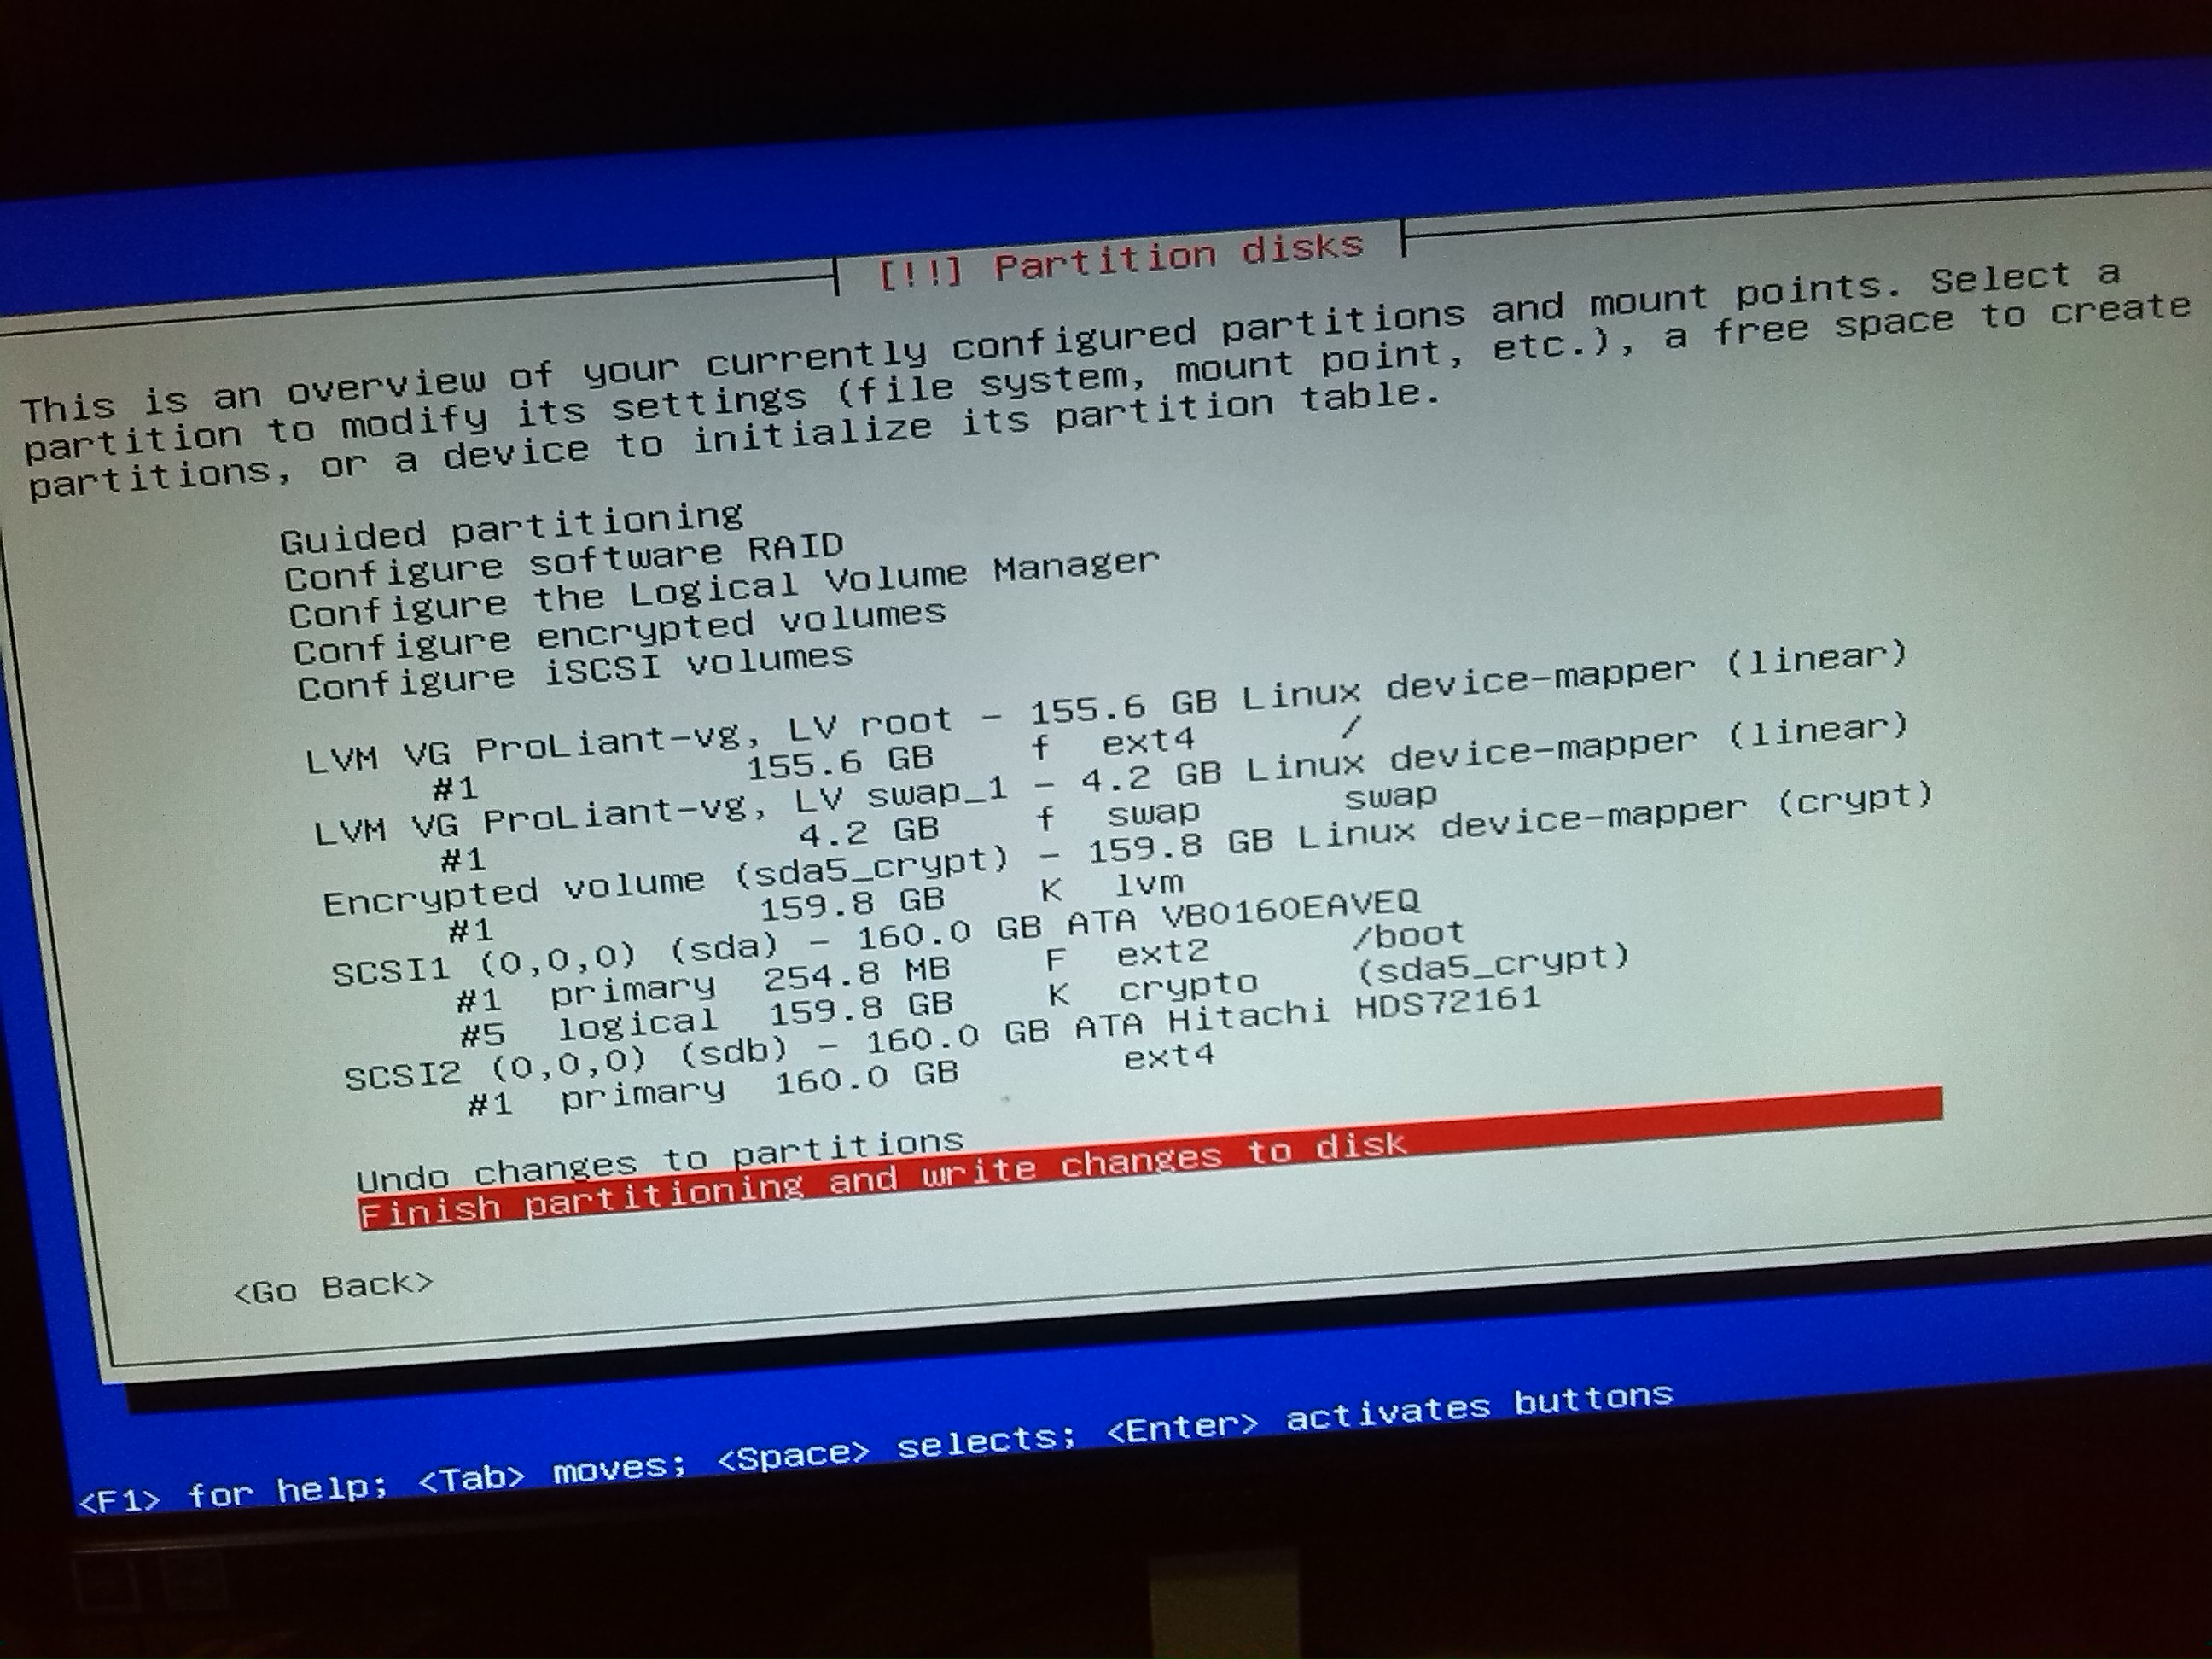 [!!] Partition disks
This is an overview of your currently configured partitions and mount points. Select a
partition to modify its settings (file system, mount point, etc.), a free space to create
partitions, or a device to initialize its partition table.
Guided partitioning
Configure software RAID
Configure the Logical Volume Manager
Configure encrypted volumes
Configure iSCSI volumes
LVM VG ProLiant-vg, LV root - 155.6 GB Linux device-mapper (linear)
#1 155.6 GB f ext4 /
LVM VG ProLiant-vg, LV swap_1 - 4.2 GB Linux device-mapper (linear)
#1 4.2 GB f swap swap
Encrypted volume (sda5_crypt) - 159.8 GB Linux device-mapper (crypt)
#1 159.8 GB K lvm
SCSI1 (0,0,0) (sda) - 160.0 GB ATA VB0160EAVEQ
#1 primary 254.8 MB F ext2 /boot
#5 logical 159.8 GB K crypto (sda5_crypt)
SCSI2 (0,0,0) (sdb) - 160.0 GB ATA Hitachi HDS72161
#1 primary 160.0 GB ext4
Undo changes to partitions
Finish partitioning and write changes to disk
<Go Back>
<F1> for help; <Tab> moves; <Space> selects; <Enter> activates buttons